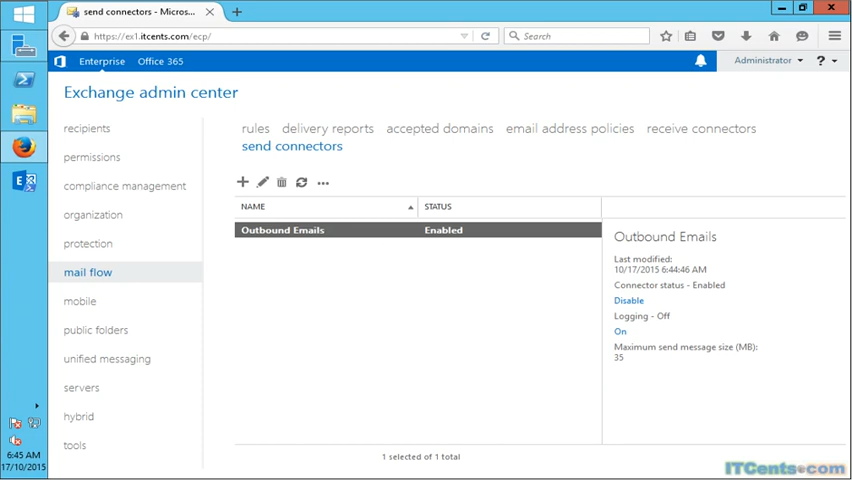 send connectors - Micros...
https://ex1.itcents.com/ecp/
Search
Enterprise Office 365
Administrator ?
Exchange admin center
recipients
permissions
compliance management
organization
protection
mail flow
mobile
public folders
unified messaging
servers
hybrid
tools
rules delivery reports accepted domains email address policies receive connectors
send connectors
NAME STATUS
Outbound Emails Enabled
Outbound Emails
Last modified:
10/17/2015 6:44:46 AM
Connector status - Enabled
Disable
Logging - Off
On
Maximum send message size (MB):
35
1 selected of 1 total
6:45 AM
17/10/2015
ITCents.com